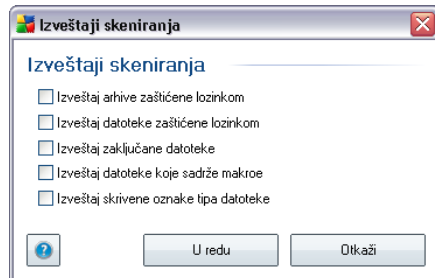 Izveštaji skeniranja
Izveštaji skeniranja
Izveštaj arhive zaštićene lozinkom
Izveštaj datoteke zaštićene lozinkom
Izveštaj zaključane datoteke
Izveštaj datoteke koje sadrže makroe
Izveštaj skrivene oznake tipa datoteke
? U redu Otkaži